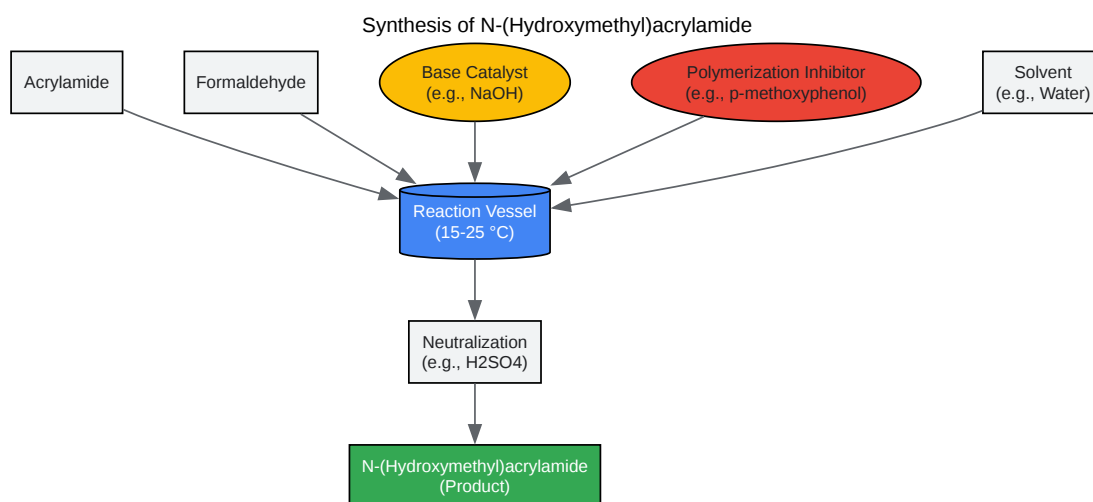 Synthesis of N-(Hydroxymethyl)acrylamide
Acrylamide
Formaldehyde
Base Catalyst
(e.g., NaOH)
Polymerization Inhibitor
(e.g., p-methoxyphenol)
Solvent
(e.g., Water)
Reaction Vessel
(15-25 °C)
Neutralization
(e.g., H2SO4)
N-(Hydroxymethyl)acrylamide
(Product)